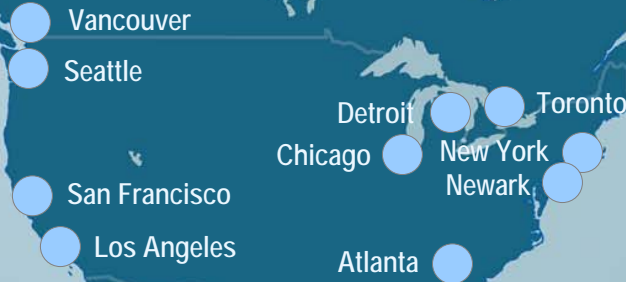 Vancouver
Seattle
Detroit
Toronto
Chicago
New York
Newark
San Francisco
Los Angeles
Atlanta